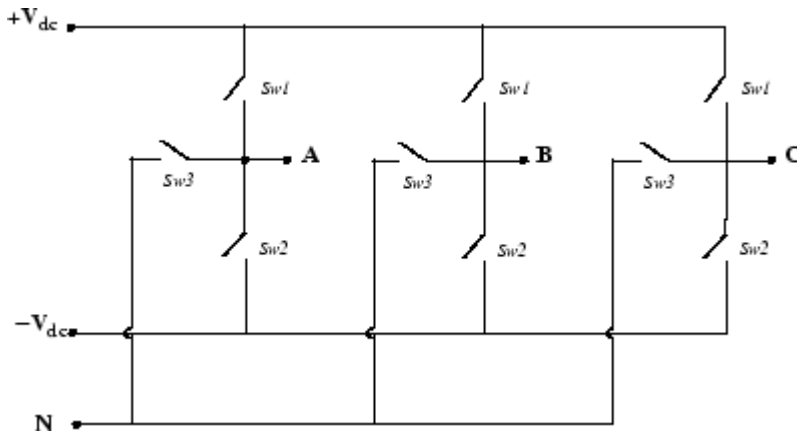 +Vdc
Sw1 Sw1 Sw1
A B C
Sw3 Sw3 Sw3
Sw2 Sw2 Sw2
−Vdc
N